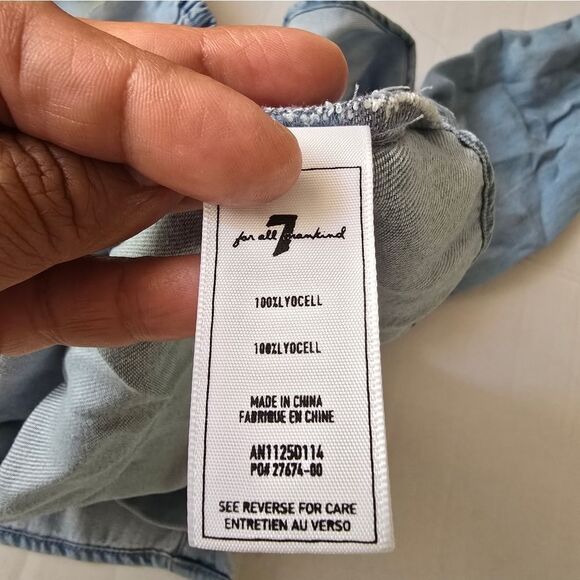 7
for all mankind
100%LYOCELL
100%LYOCELL
MADE IN CHINA
FABRIQUE EN CHINE
AN1125D114
PO# 27674-00
SEE REVERSE FOR CARE
ENTRETIEN AU VERSO